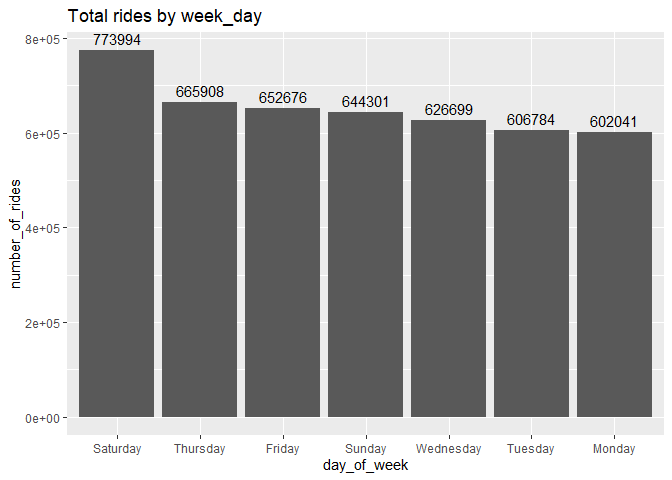 Total rides by week_day
8e+05
6e+05
4e+05
2e+05
0e+00
number_of_rides
773994
665908
652676
644301
626699
606784
602041
Saturday
Thursday
Friday
Sunday
Wednesday
Tuesday
Monday
day_of_week